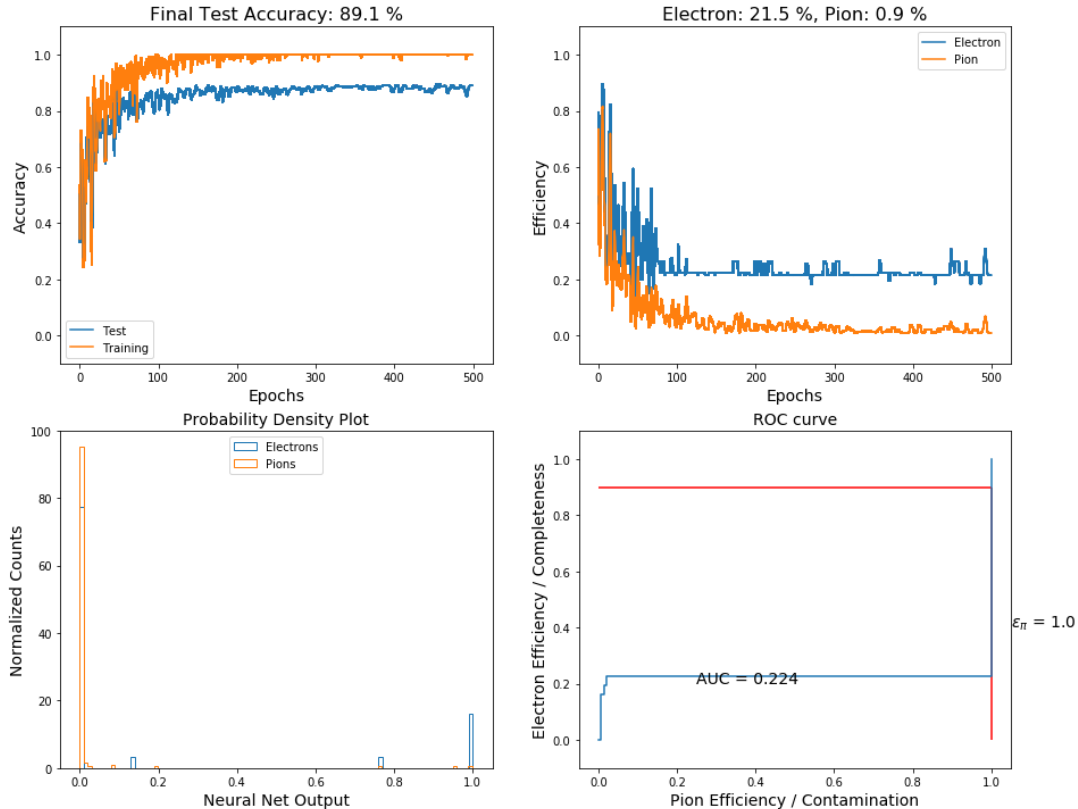 Final Test Accuracy: 89.1 %
1.0
0.8
0.6
0.4
0.2
0.0
Accuracy
Test
Training
0
100
200
300
400
500
Epochs
Electron: 21.5 %, Pion: 0.9 %
1.0
0.8
0.6
0.4
0.2
0.0
Efficiency
Electron
Pion
0
100
200
300
400
500
Epochs
Probability Density Plot
100
80
60
40
20
0
Normalized Counts
Electrons
Pions
0.0
0.2
0.4
0.6
0.8
1.0
Neural Net Output
ROC curve
1.0
0.8
0.6
0.4
0.2
0.0
Electron Efficiency / Completeness
AUC = 0.224
επ = 1.0
0.0
0.2
0.4
0.6
0.8
1.0
Pion Efficiency / Contamination